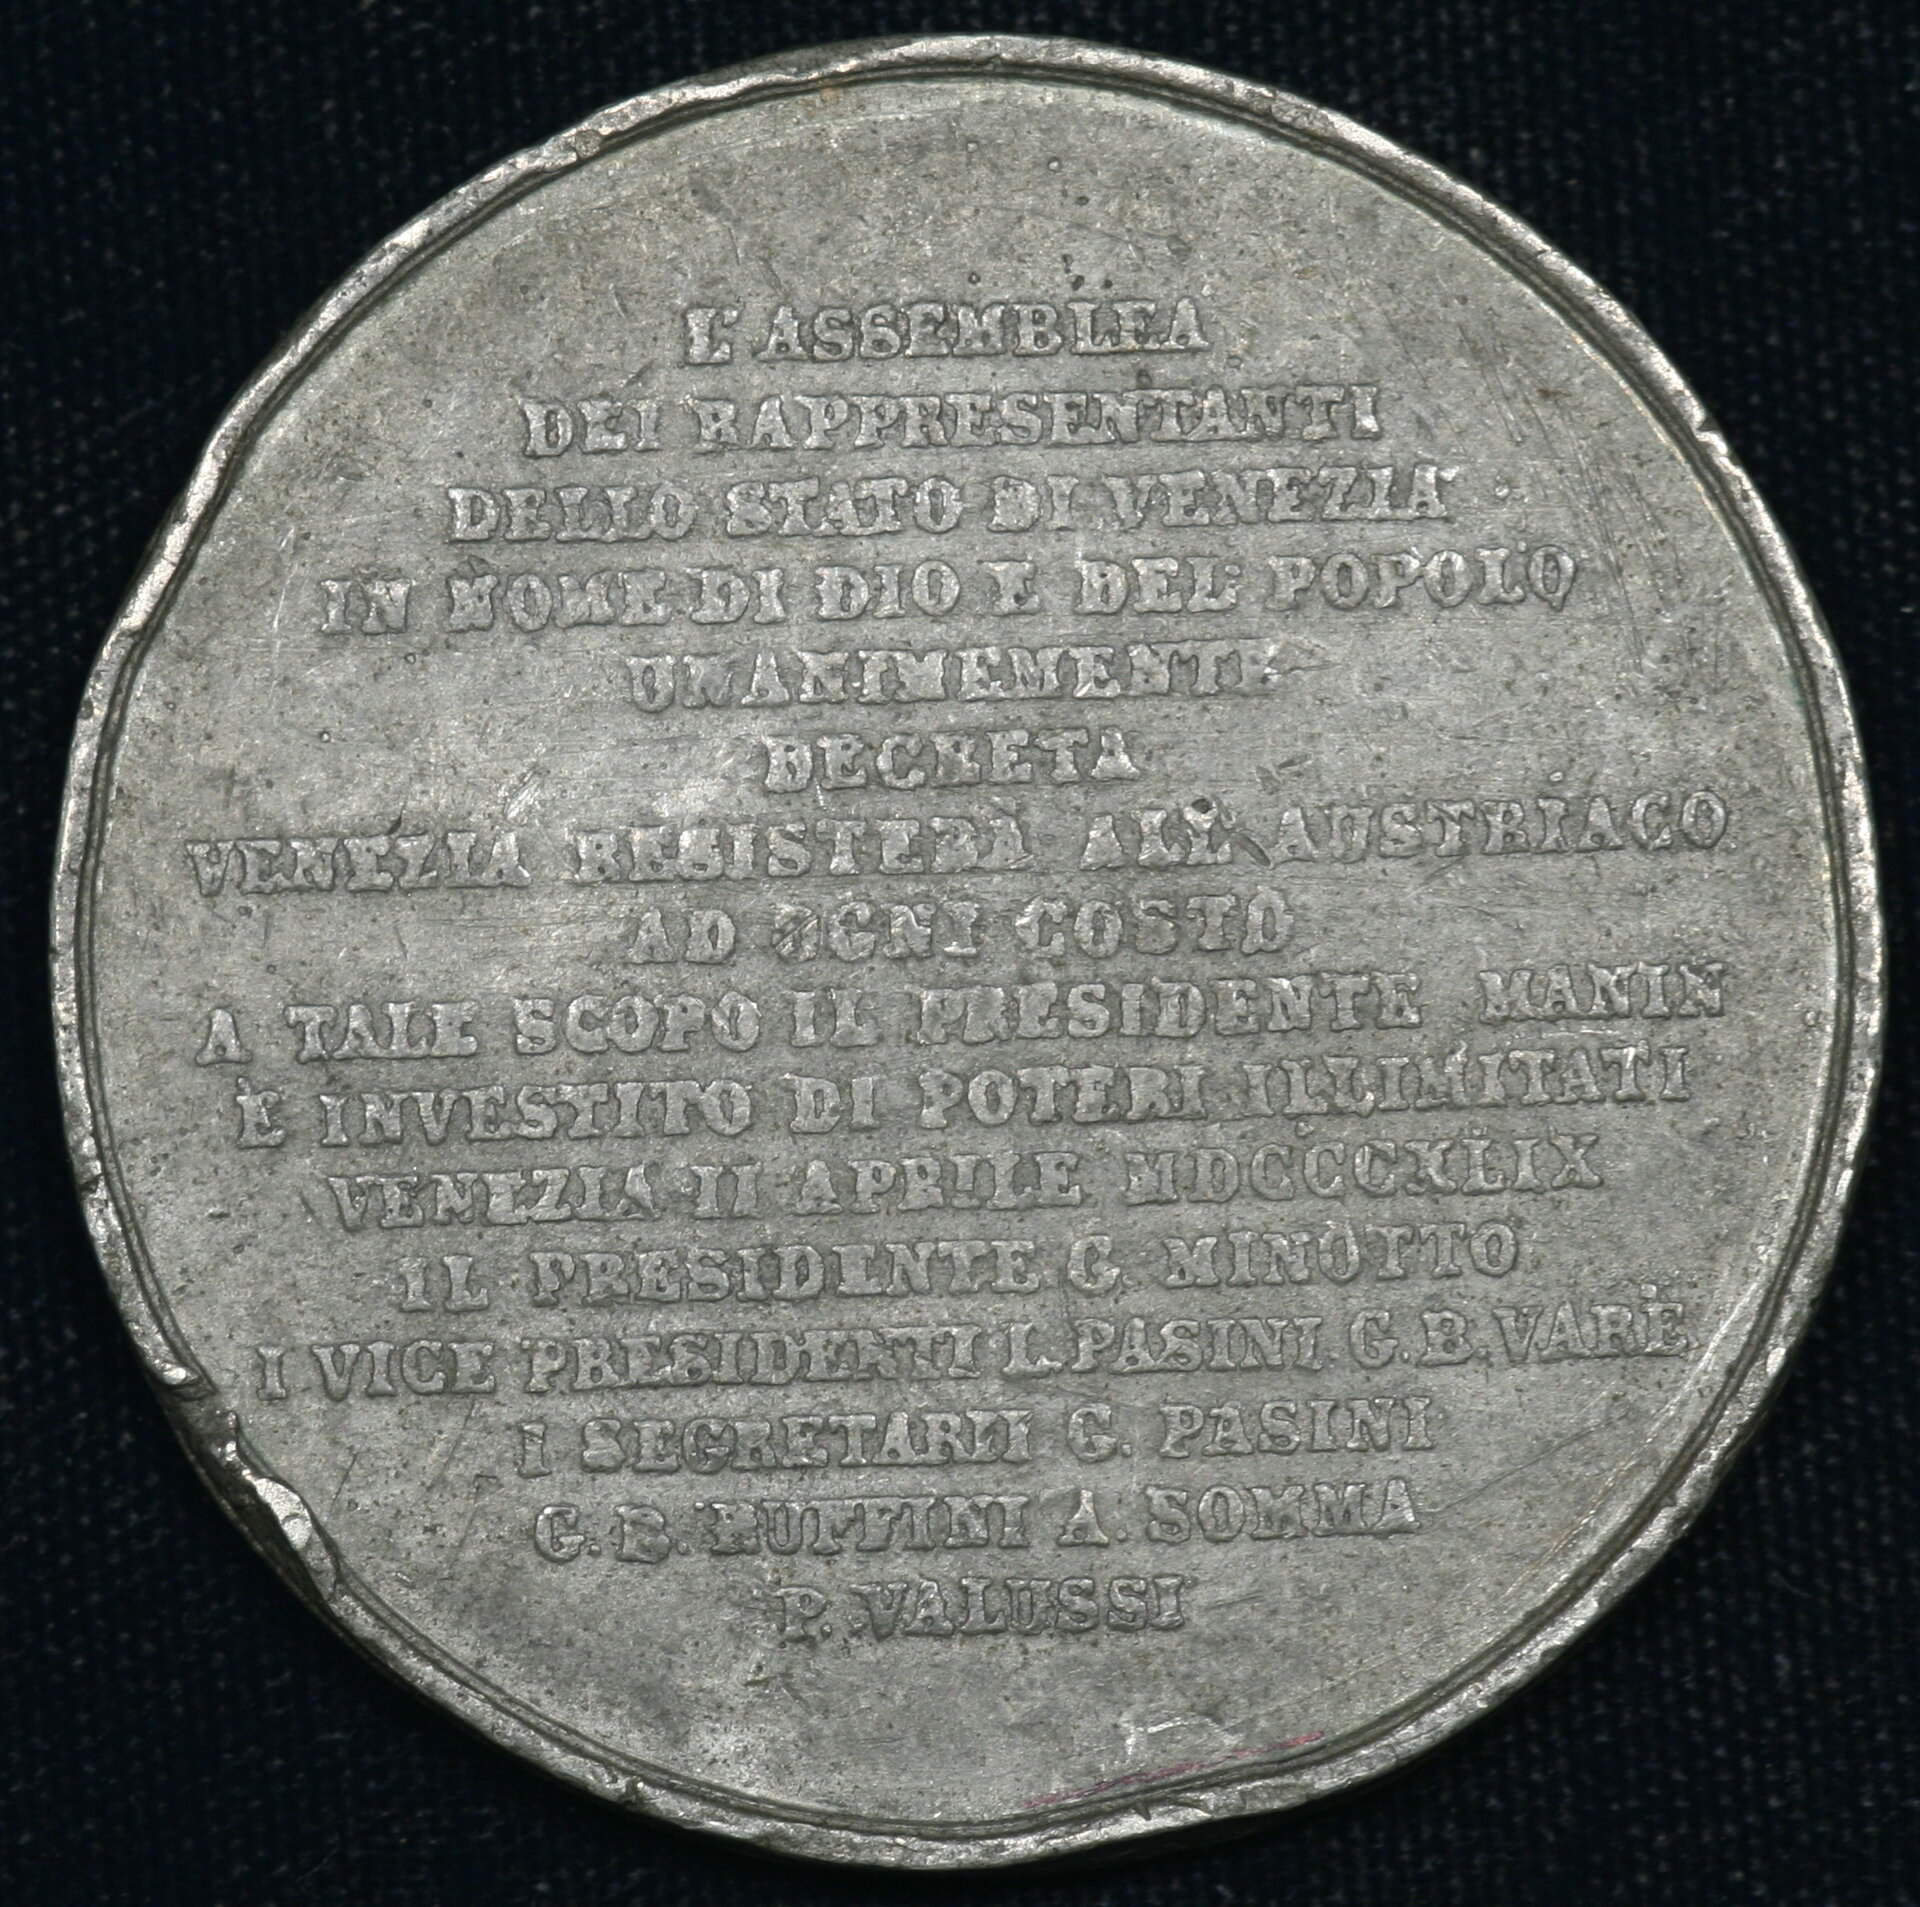 L'ASSEMBLEA
DEI RAPPRESENTANTI
DELLO STATO DI VENEZIA
IN NOME DI DIO E DEL POPOLO
UNANIMEMENTE
DECRETA
VENEZIA RESISTERÀ ALL'AUSTRIACO
AD OGNI COSTO
A TALE SCOPO IL PRESIDENTE MANIN
È INVESTITO DI POTERI ILLIMITATI
VENEZIA II APRILE MDCCCXLIX
IL PRESIDENTE G. MINOTTO
I VICE PRESIDENTI L. PASINI G. B. VARÈ
I SEGRETARII G. PASINI
G. B. RUFFINI A. SOMMA
P. VALUSSI